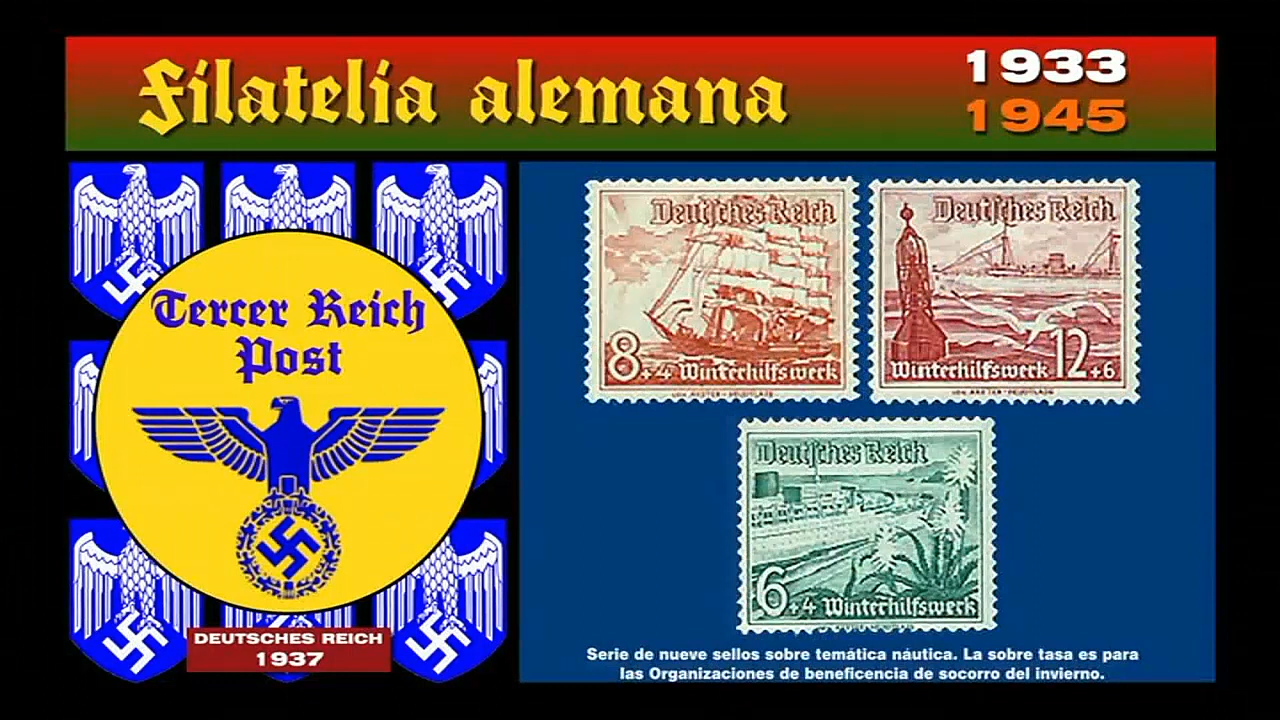 Filatelia alemana
1933
1945
Tercer Reich
Post
DEUTSCHES REICH
1937
Deutsches Reich
8+4 Winterhilfswerk
Deutsches Reich
Winterhilfswerk 12+6
Deutsches Reich
6+4 Winterhilfswerk
Serie de nueve sellos sobre temática náutica. La sobre tasa es para
las Organizaciones de beneficencia de socorro del invierno.